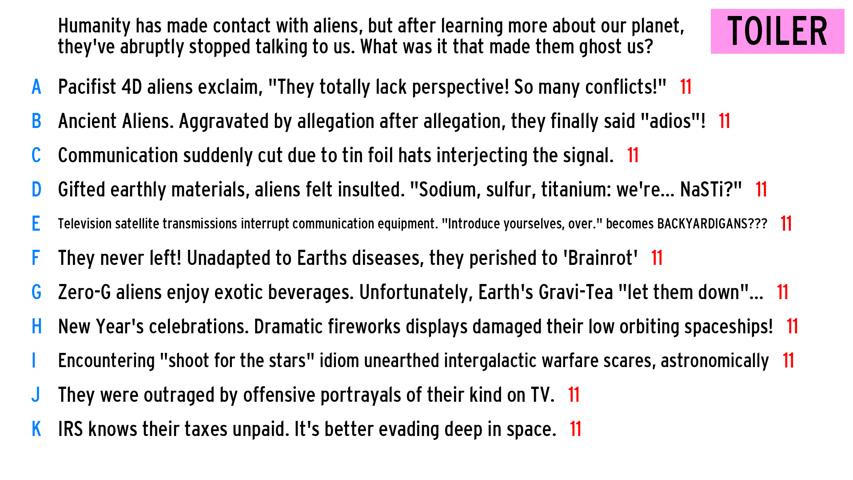 Humanity has made contact with aliens, but after learning more about our planet,
they've abruptly stopped talking to us. What was it that made them ghost us?
TOILER
A Pacifist 4D aliens exclaim, "They totally lack perspective! So many conflicts!" 11
B Ancient Aliens. Aggravated by allegation after allegation, they finally said "adios"! 11
C Communication suddenly cut due to tin foil hats interjecting the signal. 11
D Gifted earthly materials, aliens felt insulted. "Sodium, sulfur, titanium: we're... NaSTi?" 11
E Television satellite transmissions interrupt communication equipment. "Introduce yourselves, over." becomes BACKYARDIGANS??? 11
F They never left! Unadapted to Earths diseases, they perished to 'Brainrot' 11
G Zero-G aliens enjoy exotic beverages. Unfortunately, Earth's Gravi-Tea "let them down"... 11
H New Year's celebrations. Dramatic fireworks displays damaged their low orbiting spaceships! 11
I Encountering "shoot for the stars" idiom unearthed intergalactic warfare scares, astronomically 11
J They were outraged by offensive portrayals of their kind on TV. 11
K IRS knows their taxes unpaid. It's better evading deep in space. 11